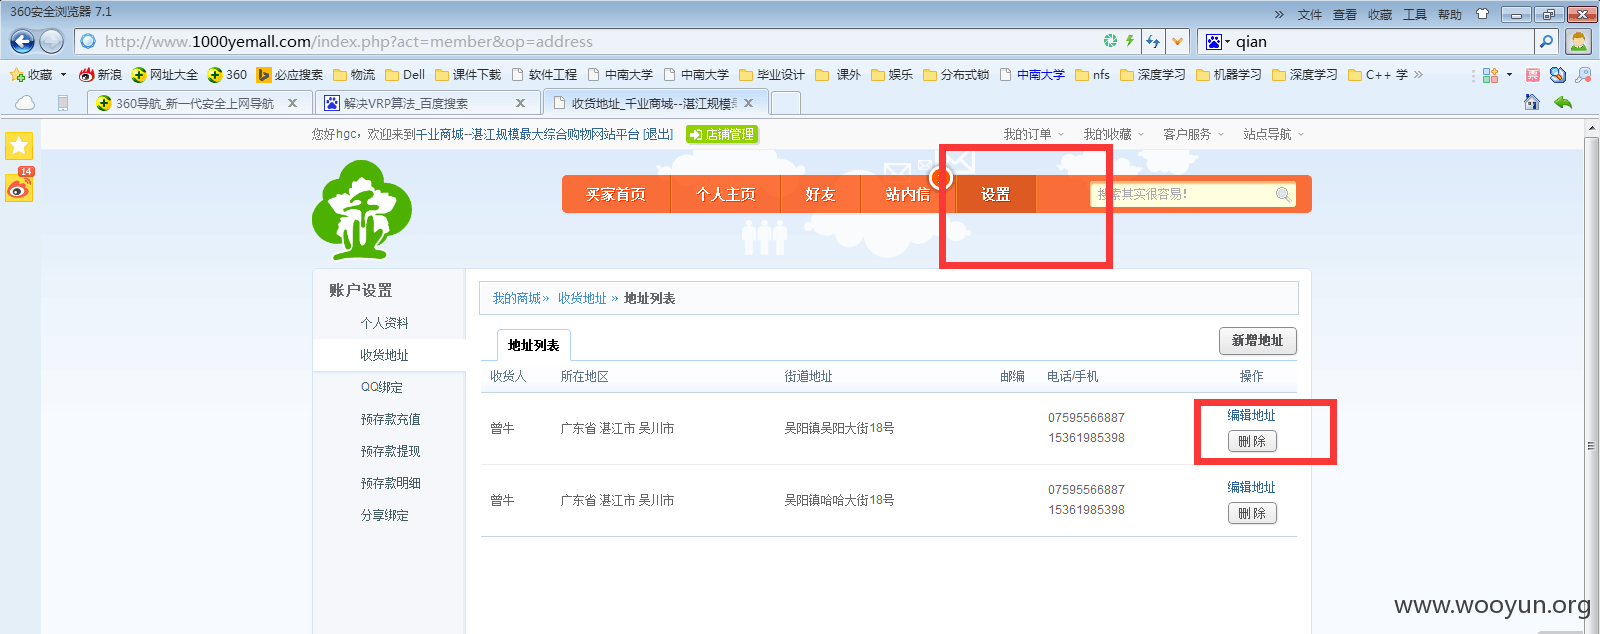 360安全浏览器 7.1
» 文件 查看 收藏 工具 帮助
http://www.1000yemall.com/index.php?act=member&op=address
qian
收藏 新浪 网址大全 360 必应搜索 物流 Dell 课件下载 软件工程 中南大学 中南大学 毕业设计 课外 娱乐 分布式锁 中南大学 nfs 深度学习 机器学习 深度学习 C++ 学 »
360导航_新一代安全上网导航
解决VRP算法_百度搜索
收货地址_千业商城--湛江规模
您好hgc，欢迎来到千业商城--湛江规模最大综合购物网站平台 [退出] 店铺管理
我的订单 我的收藏 客户服务 站点导航
14
买家首页 个人主页 好友 站内信 设置
搜索其实很容易！
账户设置
个人资料
收货地址
QQ绑定
预存款充值
预存款提现
预存款明细
分享绑定
我的商城» 收货地址 » 地址列表
地址列表
新增地址
收货人 所在地区 街道地址 邮编 电话/手机 操作
曾牛 广东省 湛江市 吴川市 吴阳镇吴阳大街18号
07595566887
15361985398
编辑地址
删除
曾牛 广东省 湛江市 吴川市 吴阳镇哈哈大街18号
07595566887
15361985398
编辑地址
删除
www.wooyun.org